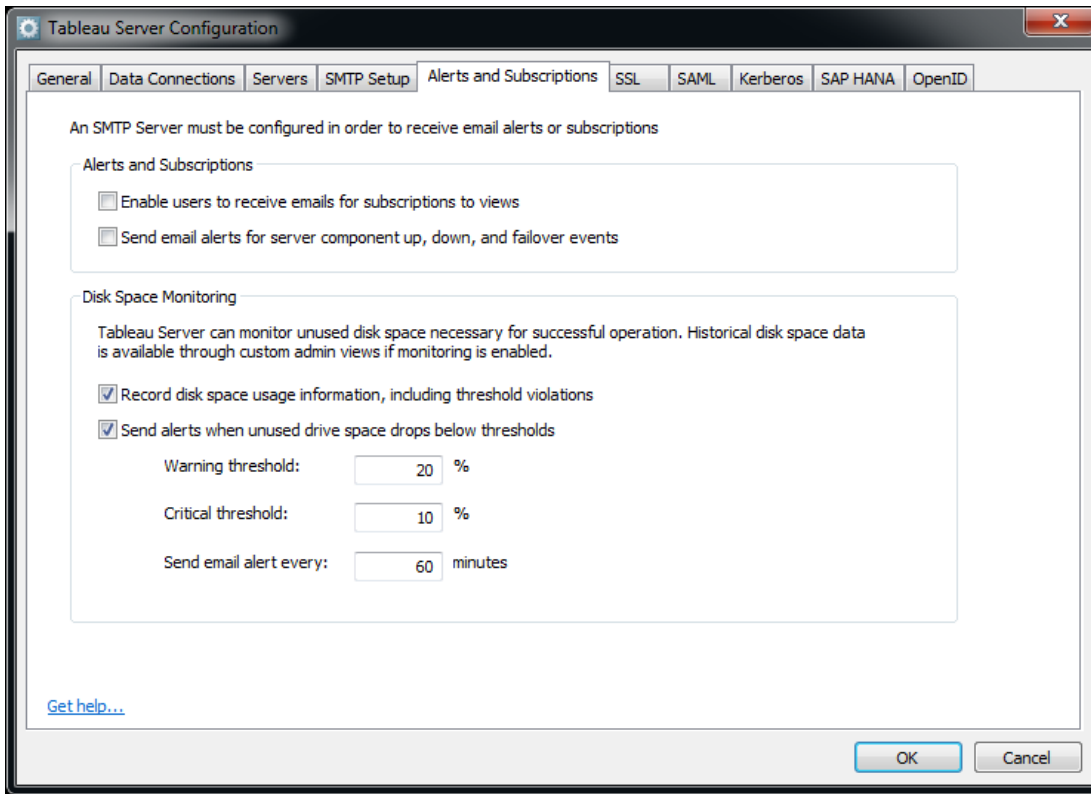 Tableau Server Configuration
General Data Connections Servers SMTP Setup Alerts and Subscriptions SSL SAML Kerberos SAP HANA OpenID
An SMTP Server must be configured in order to receive email alerts or subscriptions
Alerts and Subscriptions
Enable users to receive emails for subscriptions to views
Send email alerts for server component up, down, and failover events
Disk Space Monitoring
Tableau Server can monitor unused disk space necessary for successful operation. Historical disk space data
is available through custom admin views if monitoring is enabled.
Record disk space usage information, including threshold violations
Send alerts when unused drive space drops below thresholds
Warning threshold: 20 %
Critical threshold: 10 %
Send email alert every: 60 minutes
Get help...
OK Cancel